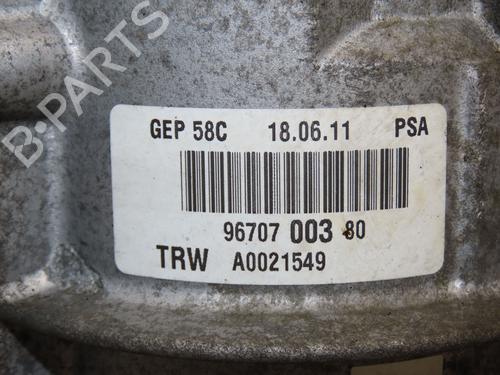 B-PARTS
GEP 58C 18.06.11 PSA
96707 003 80
TRW A0021549